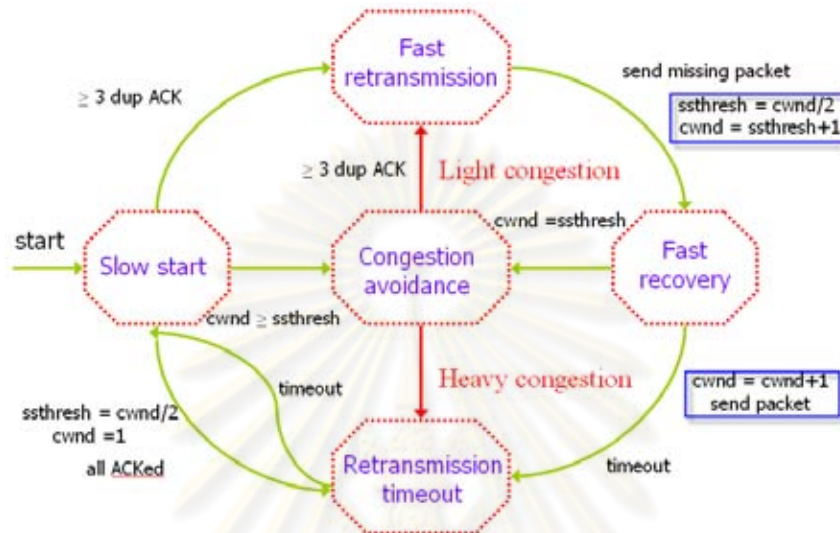 Fast
retransmission
≥ 3 dup ACK
send missing packet
ssthresh = cwnd/2
cwnd = ssthresh+1
≥ 3 dup ACK
Light congestion
start
Slow start
Congestion
avoidance
cwnd =ssthresh
Fast
recovery
cwnd ≥ ssthresh
timeout
Heavy congestion
cwnd = cwnd+1
send packet
ssthresh = cwnd/2
cwnd =1
all ACKed
Retransmission
timeout
timeout